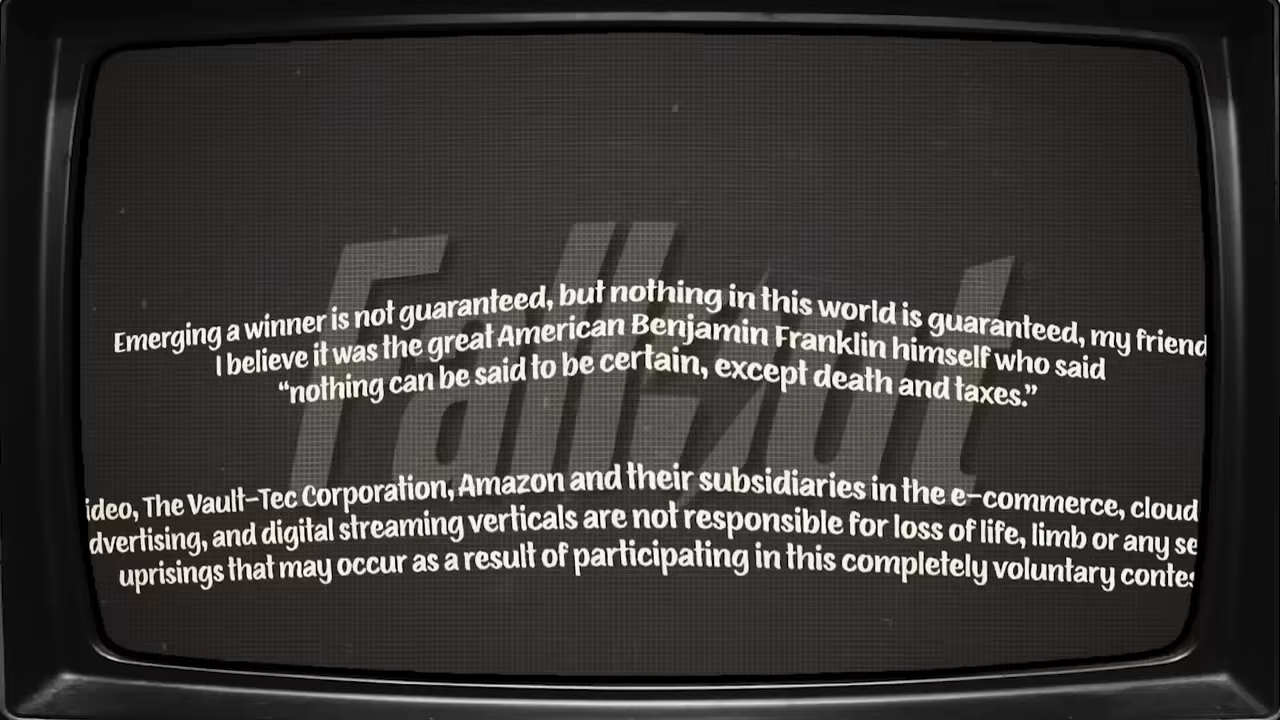 Fallout
Emerging a winner is not guaranteed, but nothing in this world is guaranteed, my friend
I believe it was the great American Benjamin Franklin himself who said
“nothing can be said to be certain, except death and taxes.”
ideo, The Vault-Tec Corporation, Amazon and their subsidiaries in the e-commerce, cloud
dvertising, and digital streaming verticals are not responsible for loss of life, limb or any se
uprisings that may occur as a result of participating in this completely voluntary contes